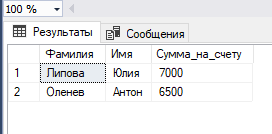 100 %
Результаты Сообщения
Фамилия Имя Сумма_на_счету
1 Липова Юлия 7000
2 Оленев Антон 6500